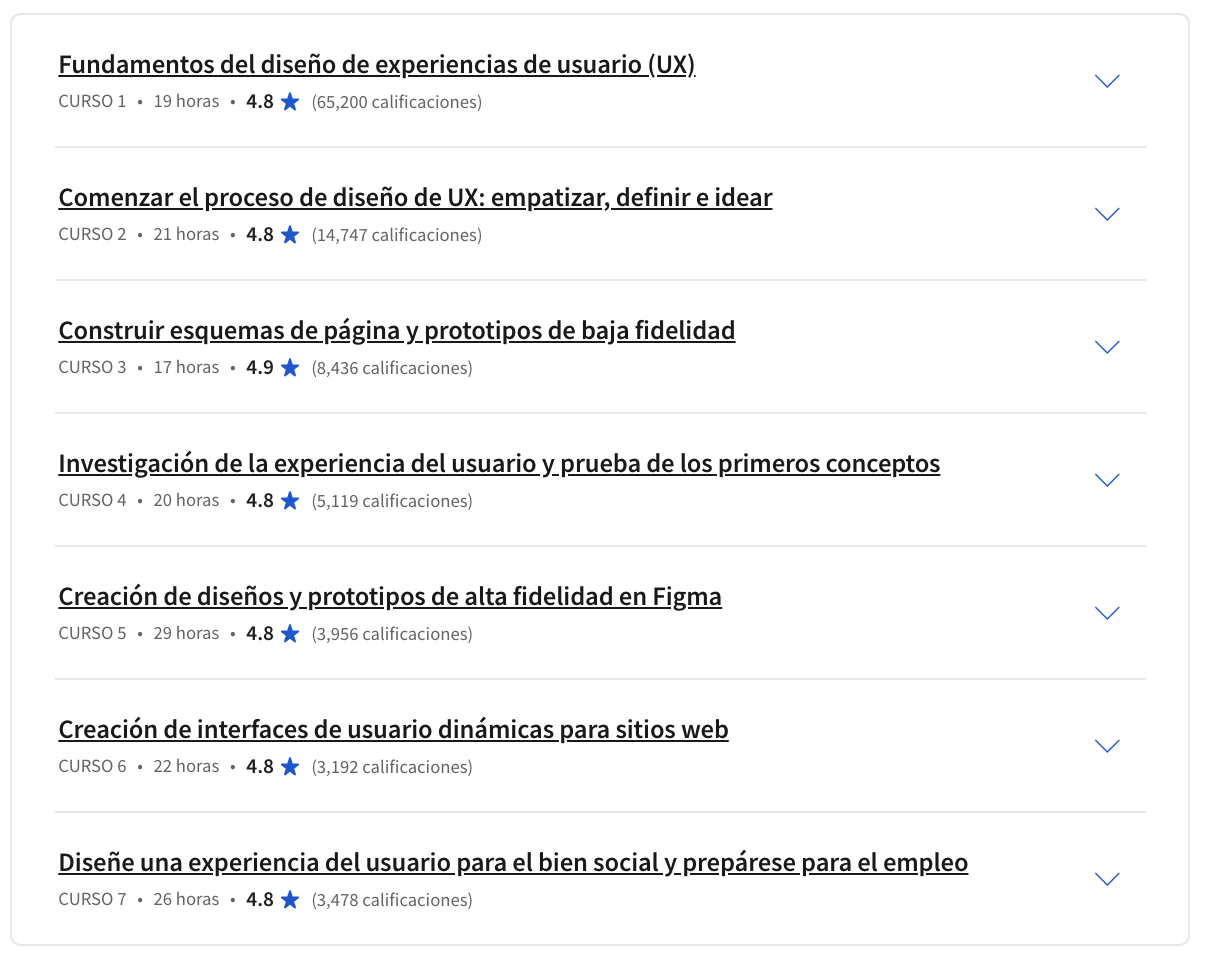 Fundamentos del diseño de experiencias de usuario (UX)
CURSO 1 • 19 horas • 4.8 ★ (65,200 calificaciones)
Comenzar el proceso de diseño de UX: empatizar, definir e idear
CURSO 2 • 21 horas • 4.8 ★ (14,747 calificaciones)
Construir esquemas de página y prototipos de baja fidelidad
CURSO 3 • 17 horas • 4.9 ★ (8,436 calificaciones)
Investigación de la experiencia del usuario y prueba de los primeros conceptos
CURSO 4 • 20 horas • 4.8 ★ (5,119 calificaciones)
Creación de diseños y prototipos de alta fidelidad en Figma
CURSO 5 • 29 horas • 4.8 ★ (3,956 calificaciones)
Creación de interfaces de usuario dinámicas para sitios web
CURSO 6 • 22 horas • 4.8 ★ (3,192 calificaciones)
Diseñe una experiencia del usuario para el bien social y prepárese para el empleo
CURSO 7 • 26 horas • 4.8 ★ (3,478 calificaciones)